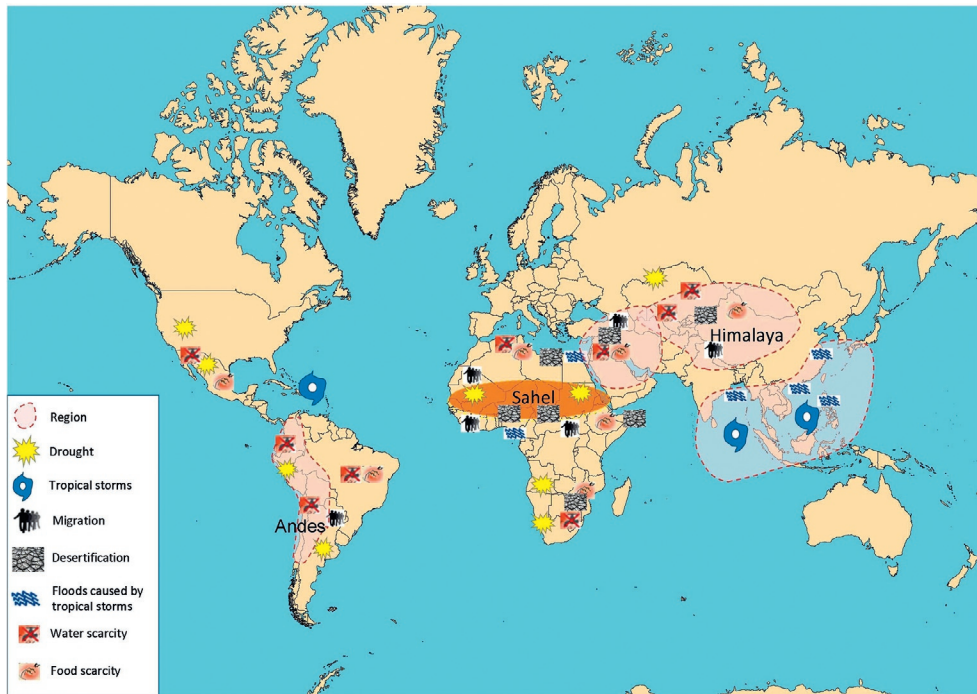 Himalaya
Sahel
Andes
Region
Drought
Tropical storms
Migration
Desertification
Floods caused by
tropical storms
Water scarcity
Food scarcity